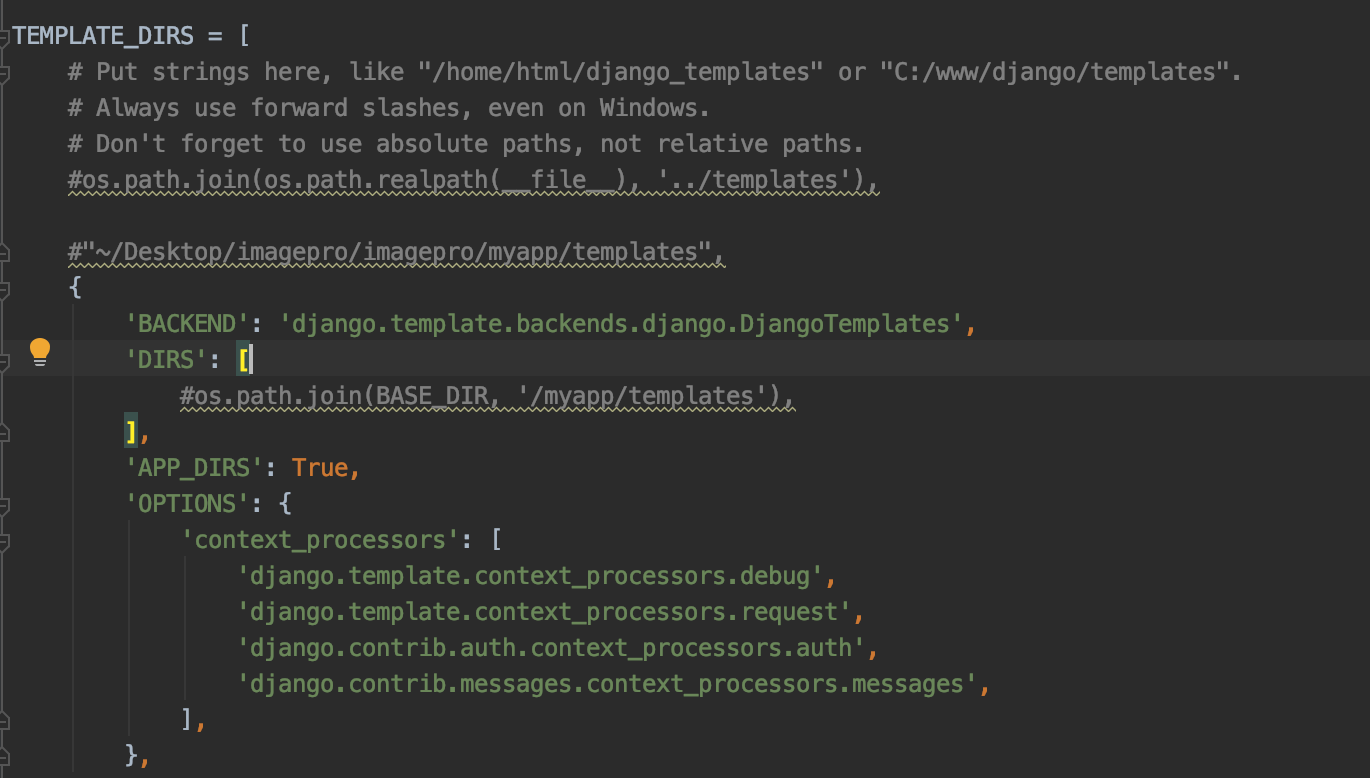 TEMPLATE_DIRS = [
# Put strings here, like "/home/html/django_templates" or "C:/www/django/templates".
# Always use forward slashes, even on Windows.
# Don't forget to use absolute paths, not relative paths.
#os.path.join(os.path.realpath(__file__), '../templates'),
#"~/Desktop/imagepro/imagepro/myapp/templates",
{
'BACKEND': 'django.template.backends.django.DjangoTemplates',
'DIRS': [
#os.path.join(BASE_DIR, '/myapp/templates'),
],
'APP_DIRS': True,
'OPTIONS': {
'context_processors': [
'django.template.context_processors.debug',
'django.template.context_processors.request',
'django.contrib.auth.context_processors.auth',
'django.contrib.messages.context_processors.messages',
],
},